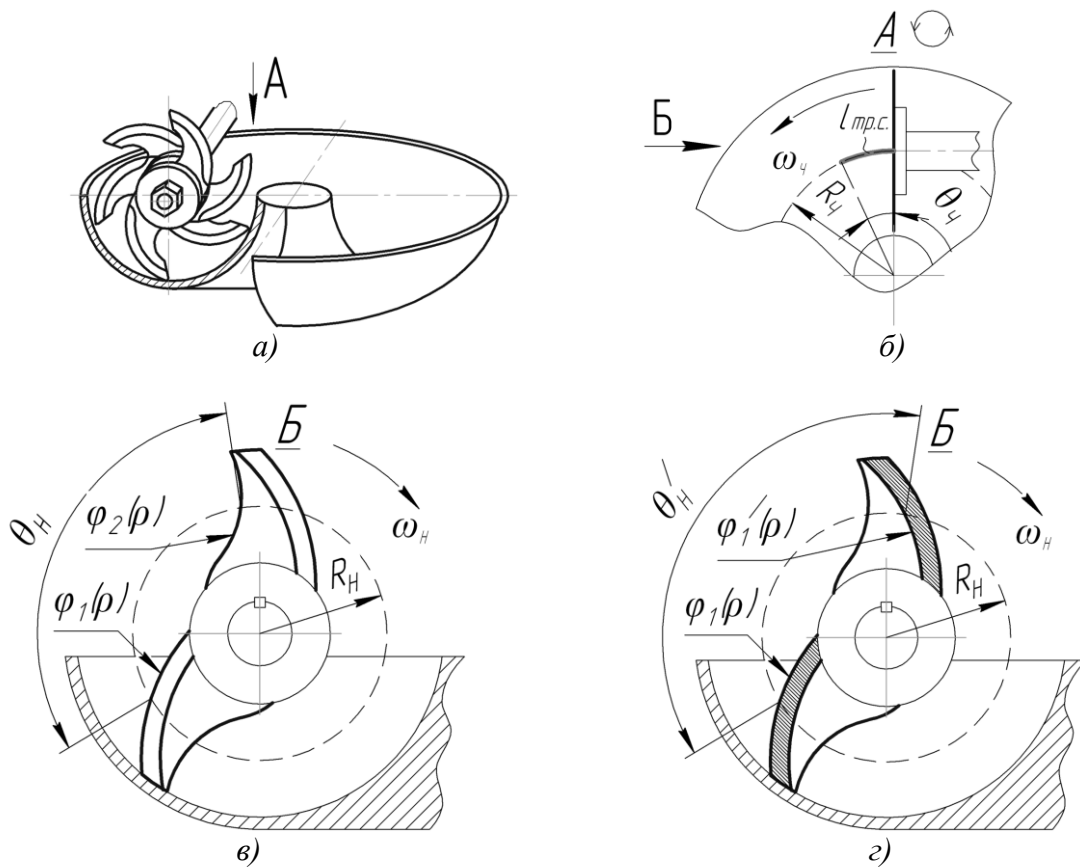 А
а)
А
Б
l тр.с.
ω ч
R ч
θ ч
б)
Б
θ н
φ 2 (ρ)
φ 1 (ρ)
ω н
R н
в)
Б
θ н ′
φ 1 ′ (ρ)
φ 1 (ρ)
ω н
R н
г)